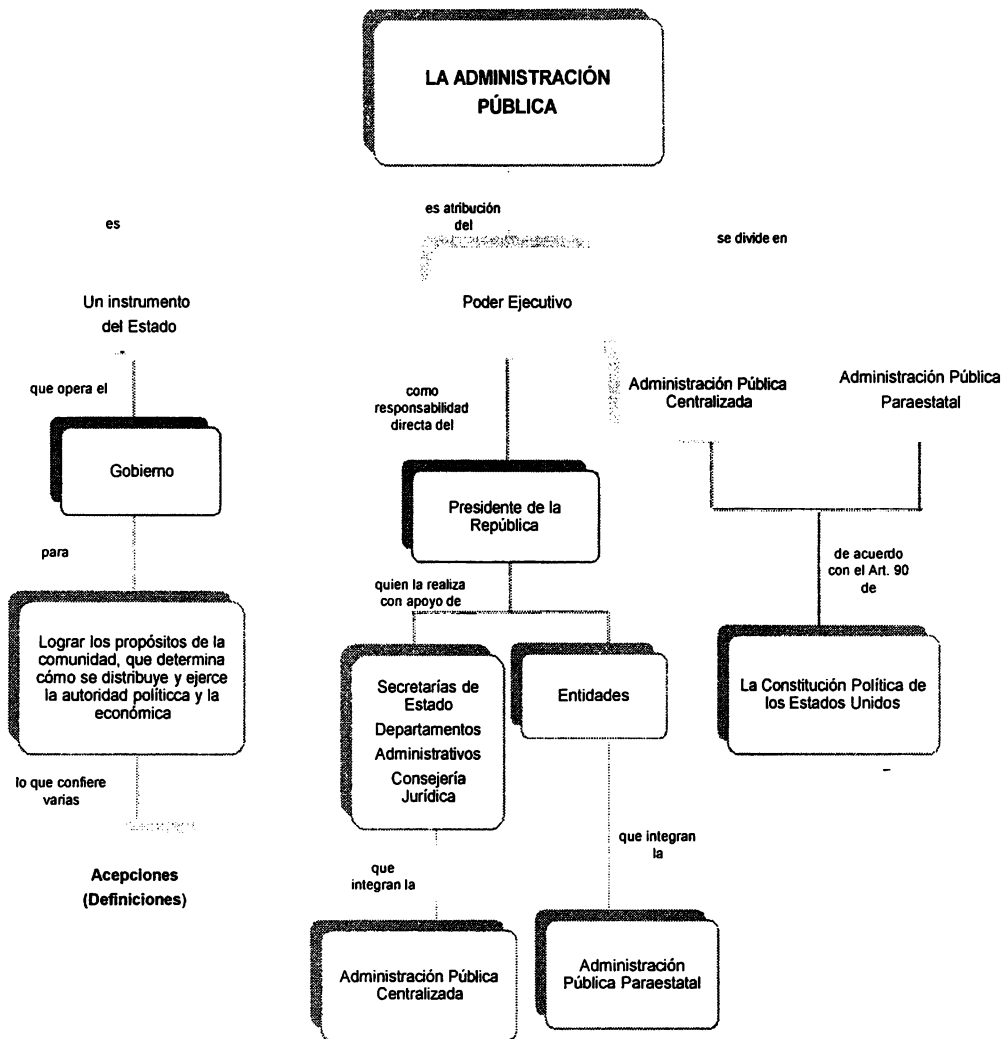 LA ADMINISTRACIÓN
PÚBLICA
es
es atribución
del
se divide en
Un instrumento
del Estado
Poder Ejecutivo
que opera el
como
responsabilidad
directa del
Administración Pública
Centralizada
Administración Pública
Paraestatal
Gobierno
Presidente de la
República
para
quien la realiza
con apoyo de
de acuerdo
con el Art. 90
de
Lograr los propósitos de la
comunidad, que determina
cómo se distribuye y ejerce
la autoridad polí­ticca y la
económica
Secretarías de
Estado
Departamentos
Administrativos
Consejería
Jurídica
Entidades
La Constitución Política de
los Estados Unidos
lo que confiere
varias
Acepciones
(Definiciones)
que
integran la
que integran
la
Administración Pública
Centralizada
Administración
Pública Paraestatal